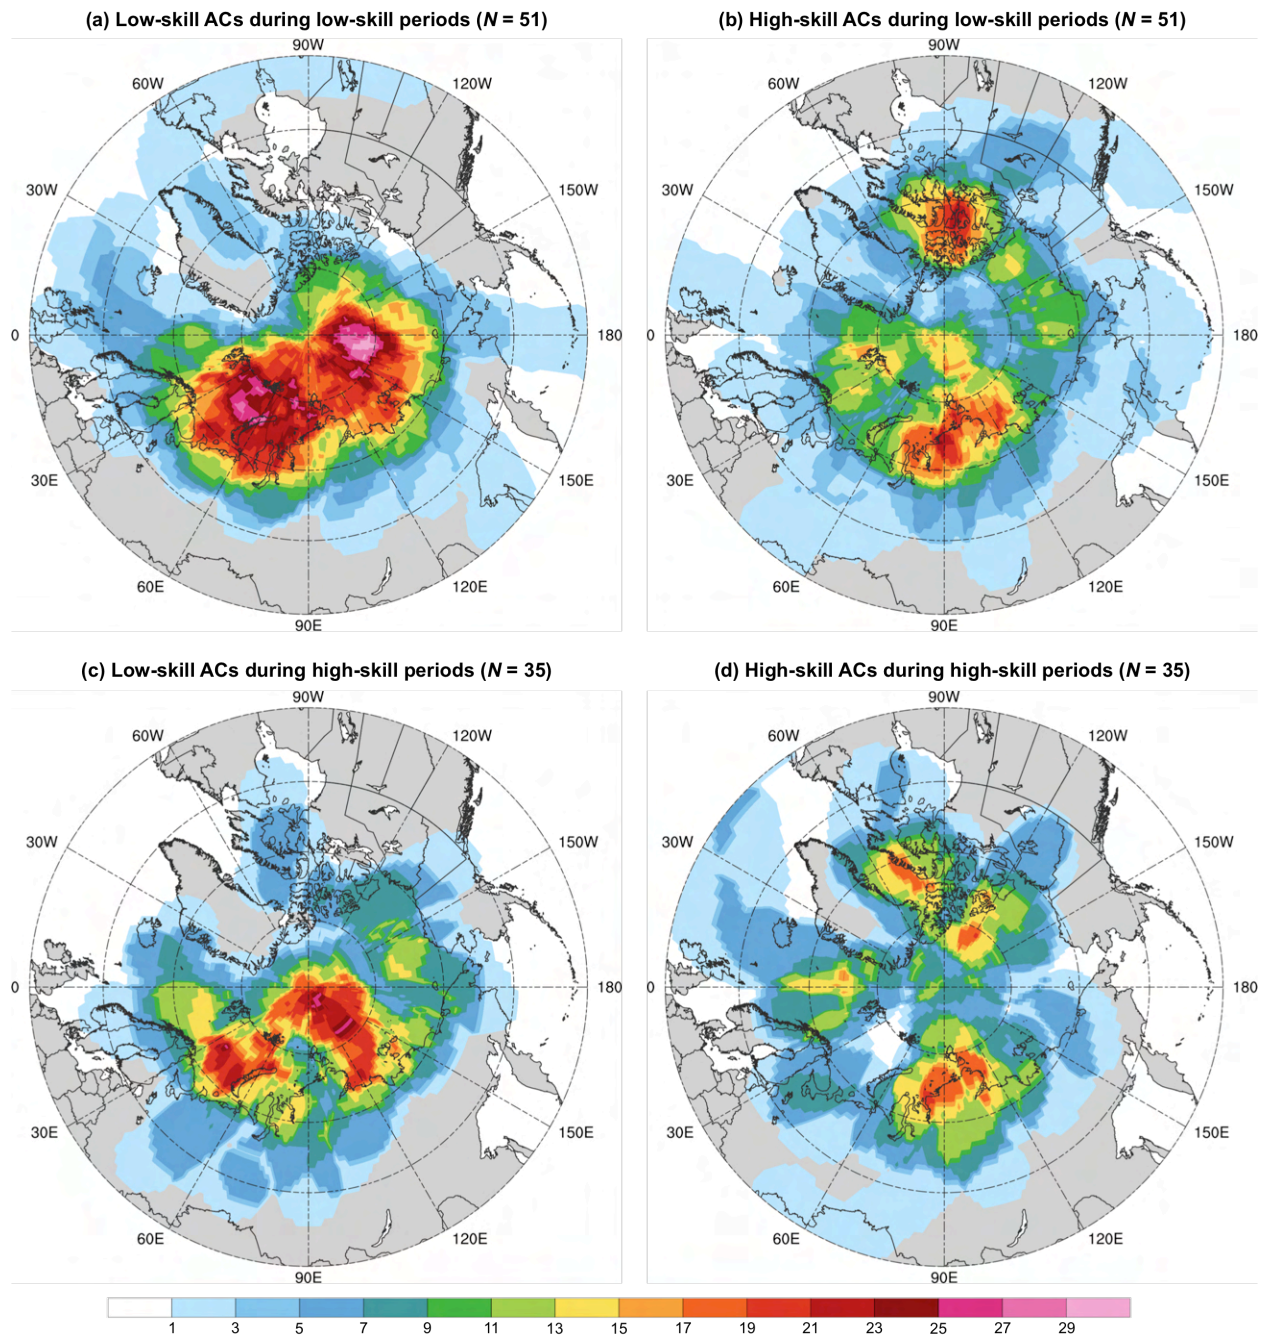 (a) Low-skill ACs during low-skill periods (N = 51)
(b) High-skill ACs during low-skill periods (N = 51)
90W
60W
120W
30W
150W
0
180
30E
150E
60E
120E
90E
90W
60W
120W
30W
150W
0
180
30E
150E
60E
120E
90E
(c) Low-skill ACs during high-skill periods (N = 35)
(d) High-skill ACs during high-skill periods (N = 35)
90W
60W
120W
30W
150W
0
180
30E
150E
60E
120E
90E
90W
60W
120W
30W
150W
0
180
30E
150E
60E
120E
90E
1 3 5 7 9 11 13 15 17 19 21 23 25 27 29